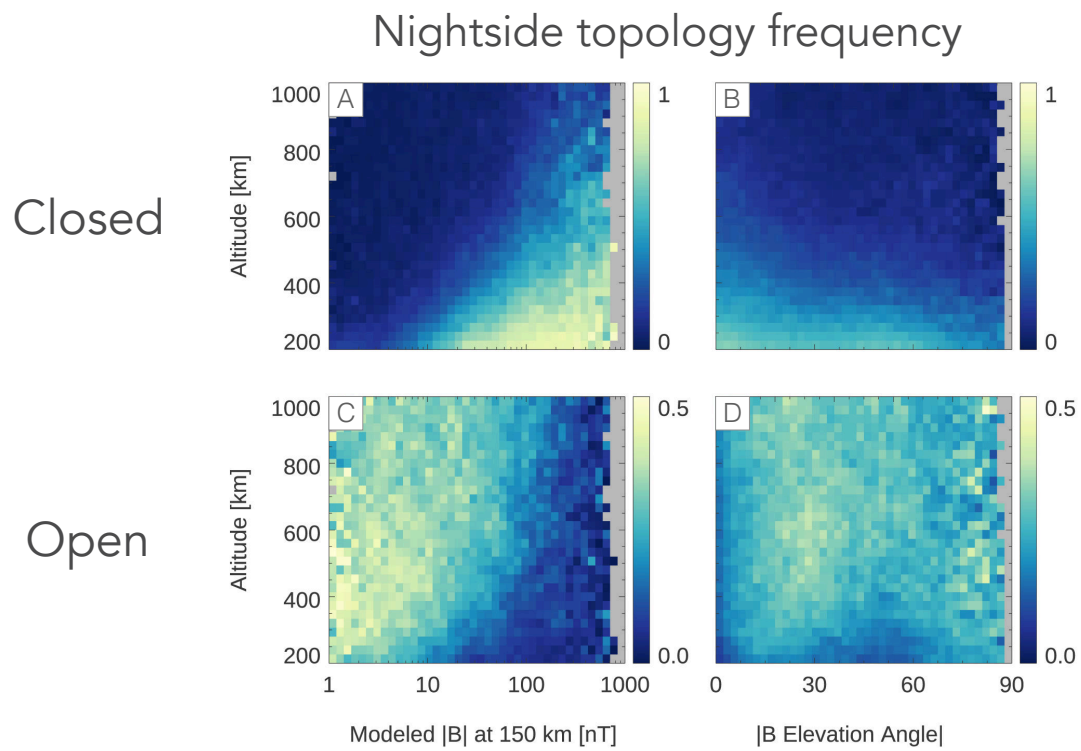 Nightside topology frequency
Closed
Altitude [km]
1000
800
600
400
200
A
1
0
B
1
0
Open
Altitude [km]
1000
800
600
400
200
C
0.5
0.0
D
0.5
0.0
1 10 100 1000
0 30 60 90
Modeled |B| at 150 km [nT]
|B Elevation Angle|